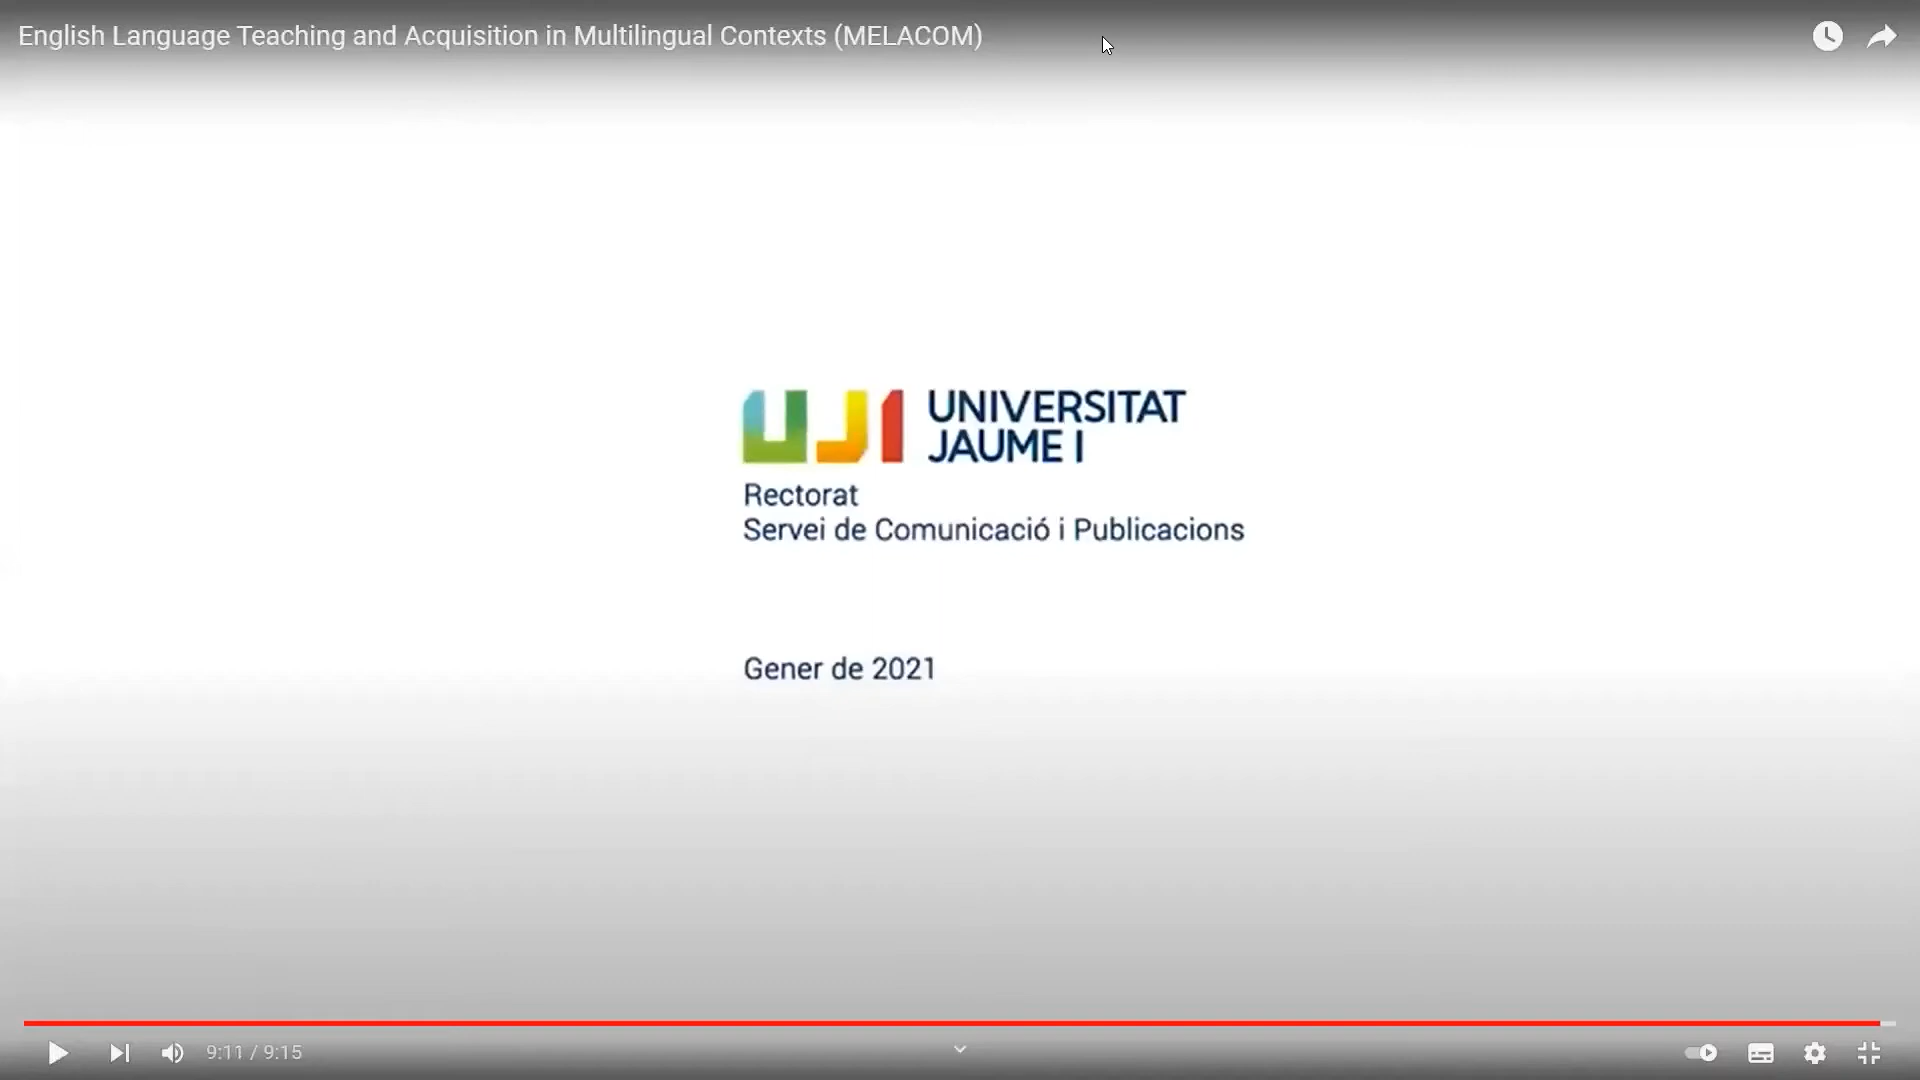 English Language Teaching and Acquisition in Multilingual Contexts (MELACOM)
UJI UNIVERSITAT
JAUME I
Rectorat
Servei de Comunicació i Publicacions
Gener de 2021
9:11 / 9:15